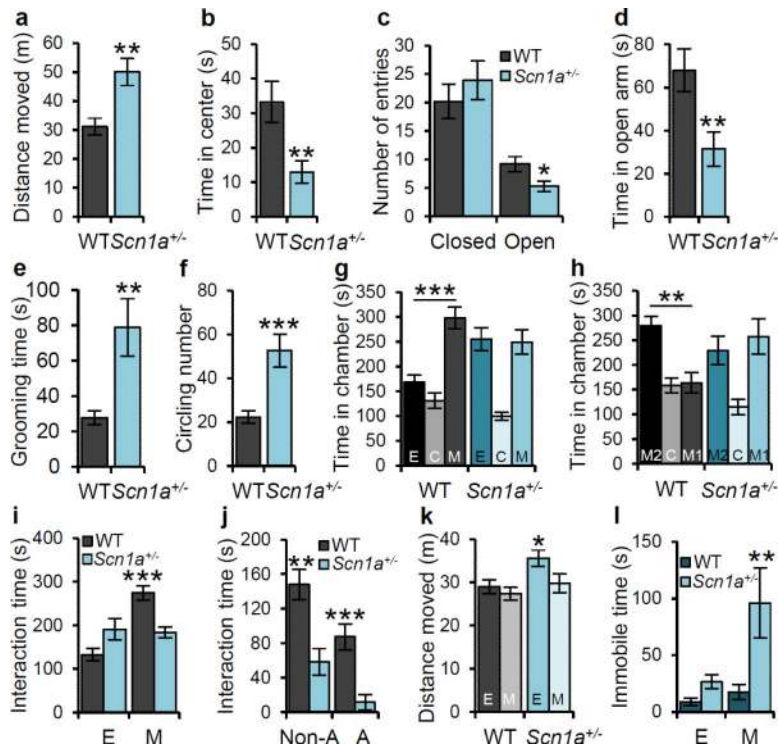 a
Distance moved (m)
60
50
40
30
20
10
0
**
WT Scn1a+/-
b
Time in center (s)
60
50
40
30
20
10
0
**
WT Scn1a+/-
c
Number of entries
30
25
20
15
10
5
0
WT
Scn1a+/-
*
Closed Open
d
Time in open arm (s)
80
60
40
20
0
**
WT Scn1a+/-
e
Grooming time (s)
100
80
60
40
20
0
**
WT Scn1a+/-
f
Circling number
80
60
40
20
0
***
WT Scn1a+/-
g
Time in chamber (s)
350
300
250
200
150
100
50
0
***
E C M E C M
WT Scn1a+/-
h
Time in chamber (s)
350
300
250
200
150
100
50
0
**
M2 C M1 M2 C M1
WT Scn1a+/-
i
Interaction time (s)
400
300
200
100
0
WT
Scn1a+/-
***
E M
j
Interaction time (s)
200
160
120
80
40
0
WT
Scn1a+/-
**
***
Non-A A
k
Distance moved (m)
40
30
20
10
0
*
E M E M
WT Scn1a+/-
l
Immobile time (s)
150
100
50
0
WT
Scn1a+/-
**
E M